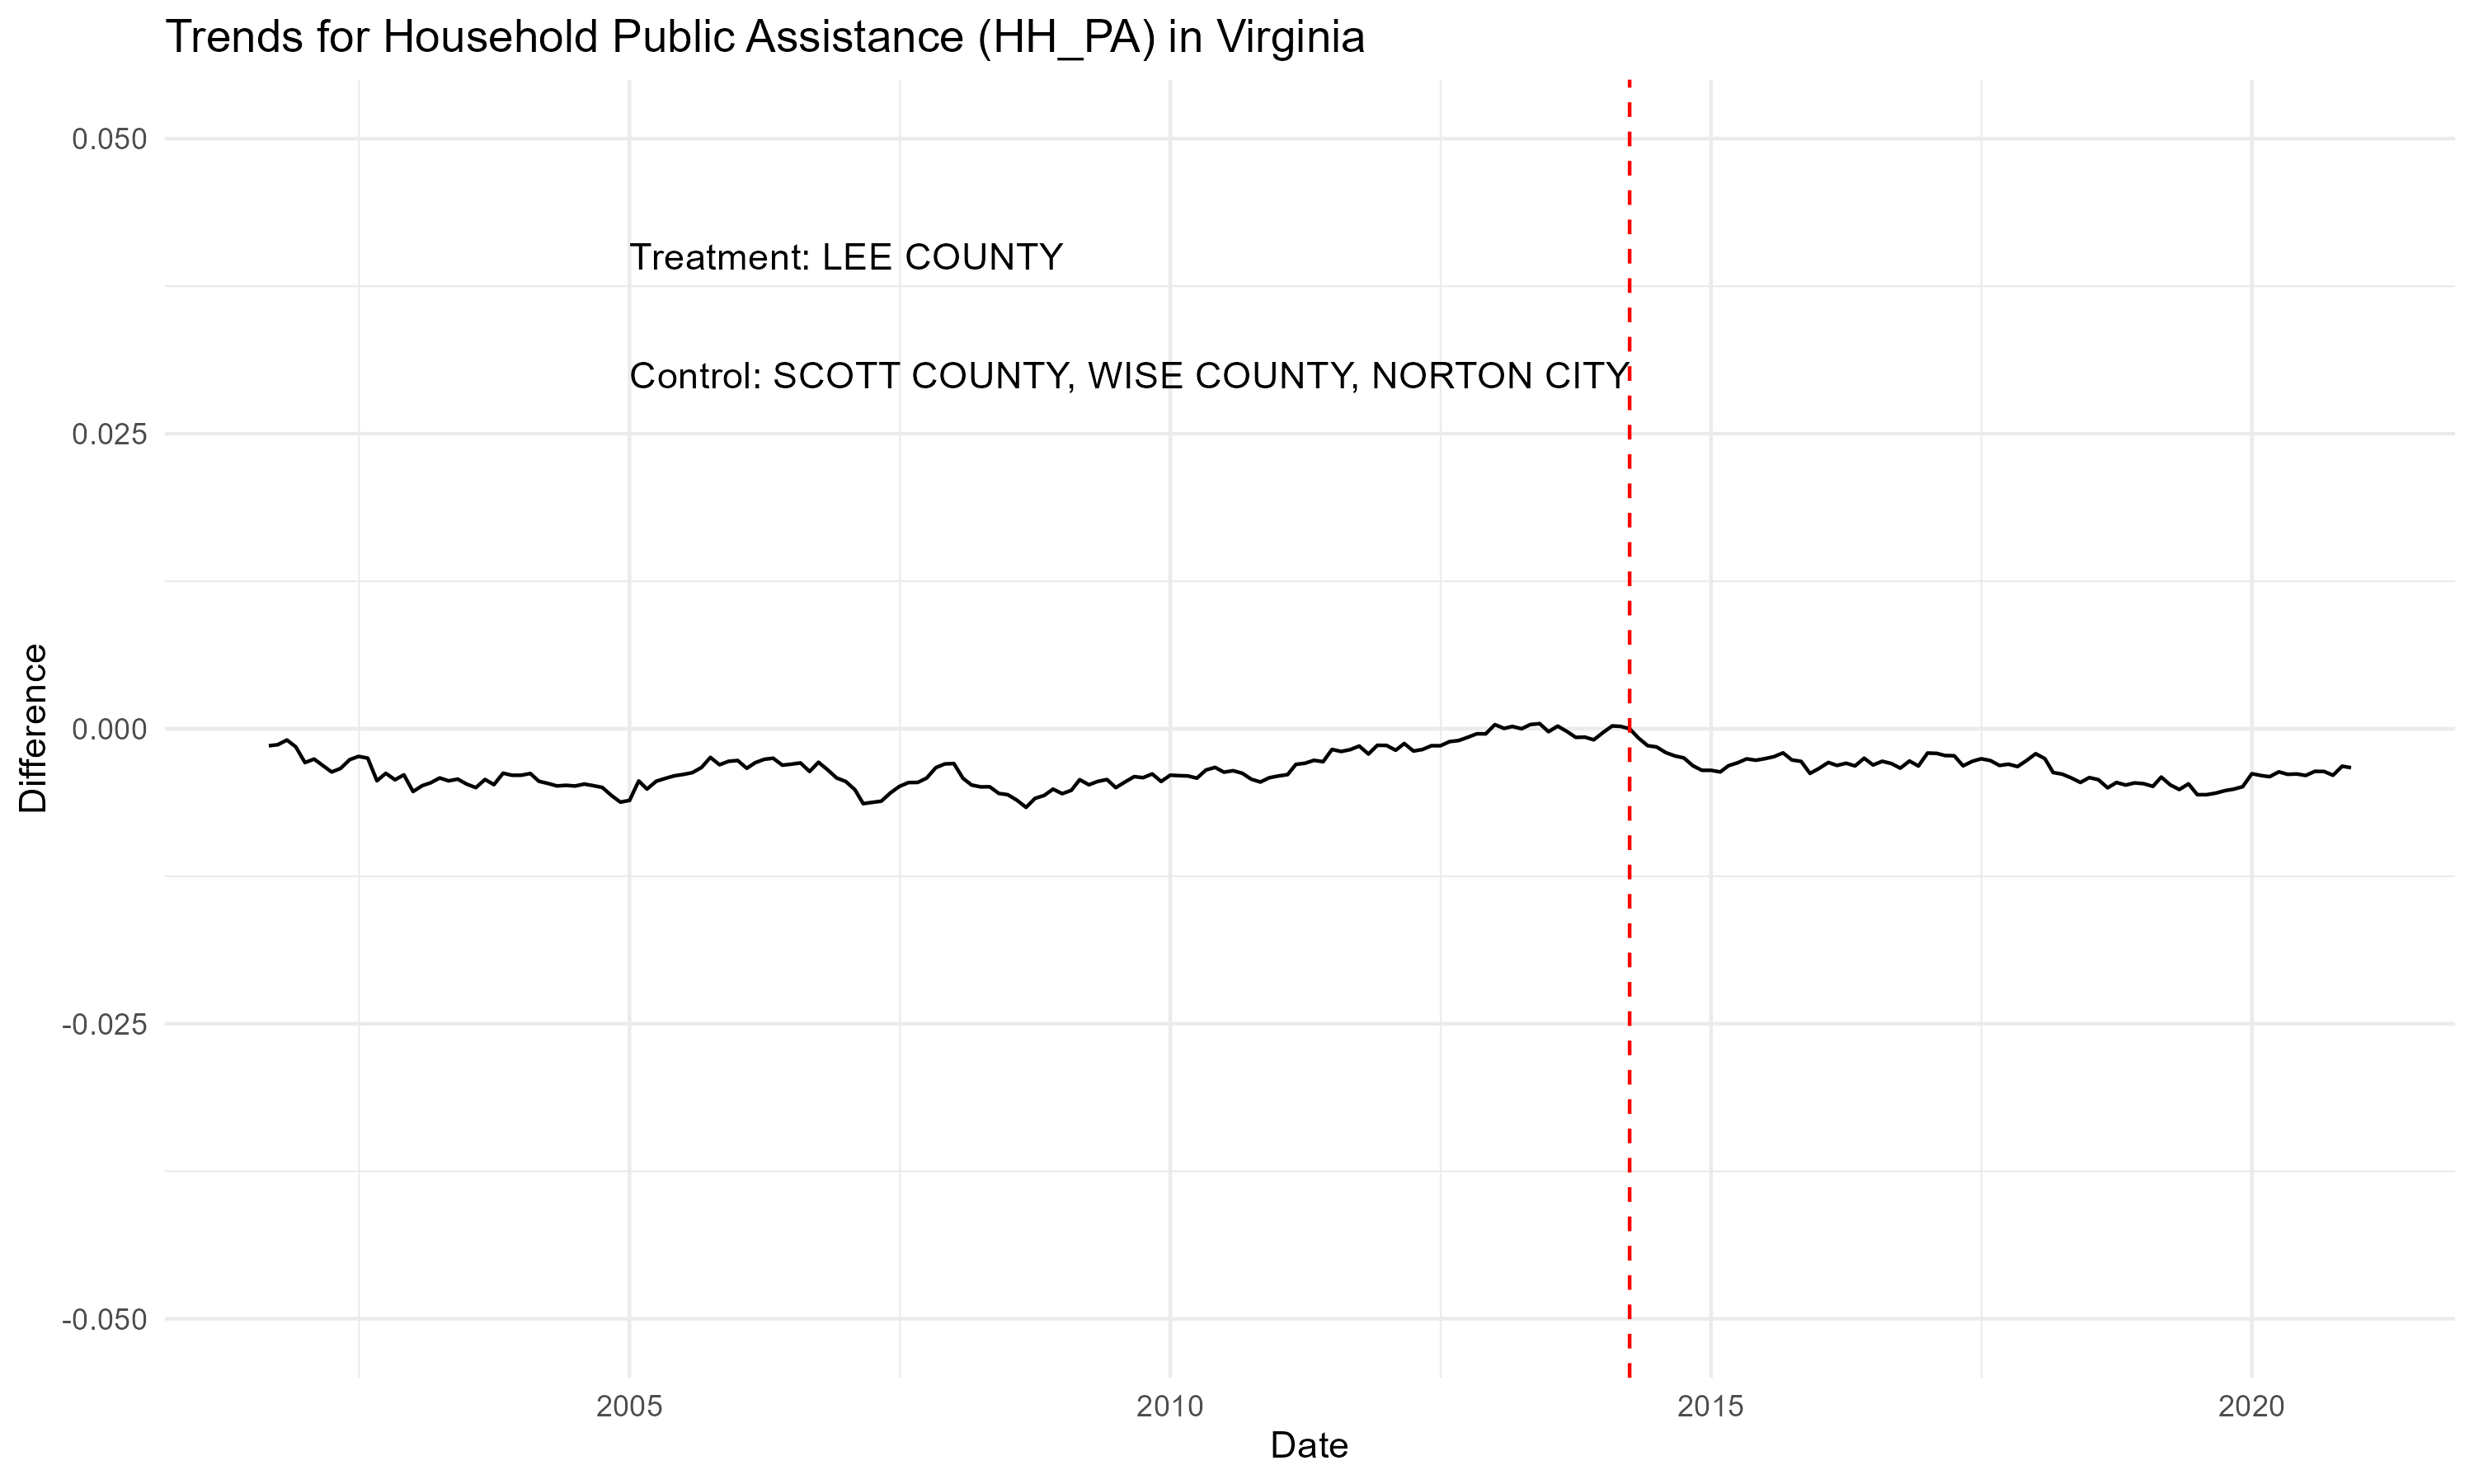 Trends for Household Public Assistance (HH_PA) in Virginia
0.050
Treatment: LEE COUNTY
Control: SCOTT COUNTY, WISE COUNTY, NORTON CITY
0.025
0.000
Difference
-0.025
-0.050
2005 2010 2015 2020
Date